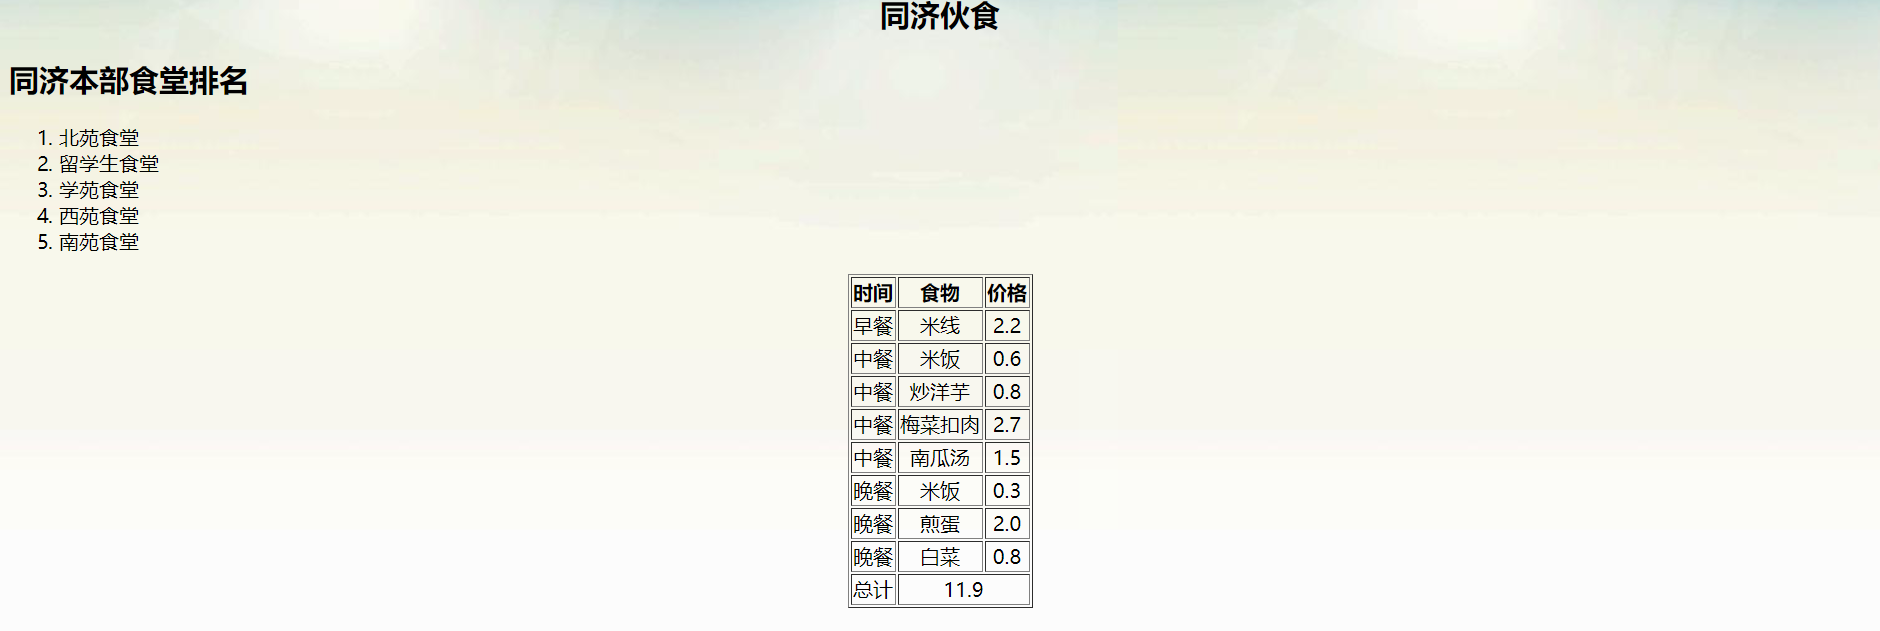 同济伙食
同济本部食堂排名
1. 北苑食堂
2. 留学生食堂
3. 学苑食堂
4. 西苑食堂
5. 南苑食堂
时间 食物 价格
早餐 米线 2.2
中餐 米饭 0.6
中餐 炒洋芋 0.8
中餐 梅菜扣肉 2.7
中餐 南瓜汤 1.5
晚餐 米饭 0.3
晚餐 煎蛋 2.0
晚餐 白菜 0.8
总计 11.9